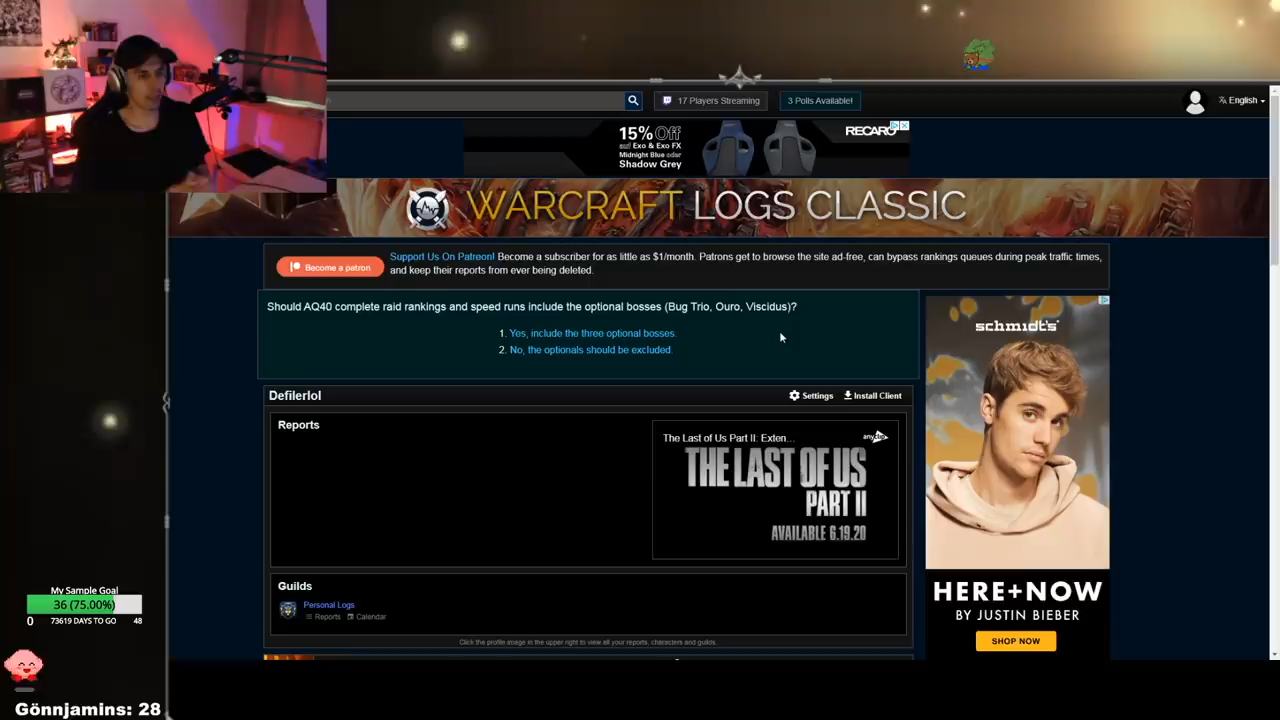 17 Players Streaming
3 Polls Available!
English
15% Off
auf Exo & Exo FX
Midnight Blue oder
Shadow Grey
RECARO
WARCRAFT LOGS CLASSIC
Become a patron
Support Us On Patreon! Become a subscriber for as little as $1/month. Patrons get to browse the site ad-free, can bypass rankings queues during peak traffic times,
and keep their reports from ever being deleted.
Should AQ40 complete raid rankings and speed runs include the optional bosses (Bug Trio, Ouro, Viscidus)?
1. Yes, include the three optional bosses.
2. No, the optionals should be excluded.
schmidt's
Defilerlol
Settings
Install Client
Reports
The Last of Us Part II: Exten...
anyclip
THE LAST OF US
PART II
AVAILABLE 6.19.20
Guilds
Personal Logs
Reports
Calendar
Click the profile image in the upper right to view all your reports, characters and guilds.
HERE+NOW
BY JUSTIN BIEBER
SHOP NOW
My Sample Goal
36 (75.00%)
0
73619 DAYS TO GO
48
Gönnjamins: 28